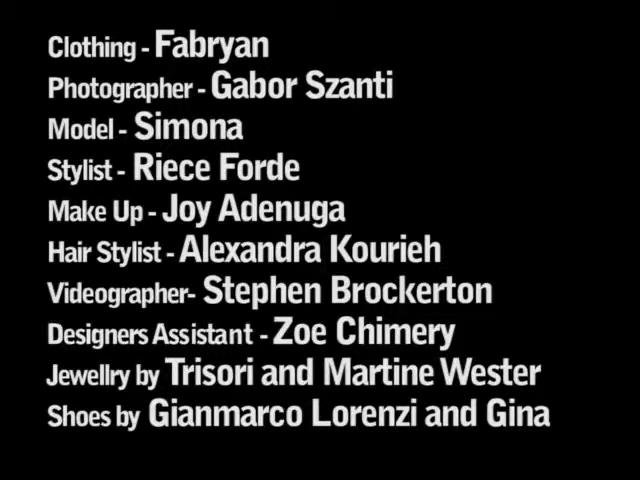 Clothing - Fabryan
Photographer - Gabor Szanti
Model - Simona
Stylist - Riece Forde
Make Up - Joy Adenuga
Hair Stylist - Alexandra Kourieh
Videographer- Stephen Brockerton
Designers Assistant - Zoe Chimery
Jewellry by Trisori and Martine Wester
Shoes by Gianmarco Lorenzi and Gina